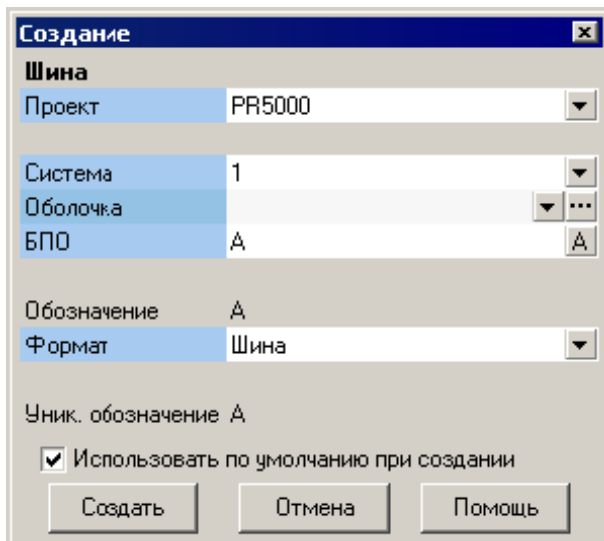 Создание
Шина
Проект PR5000
Система 1
Оболочка ...
БПО A A
Обозначение A
Формат Шина
Уник. обозначение A
Использовать по умолчанию при создании
Создать Отмена Помощь